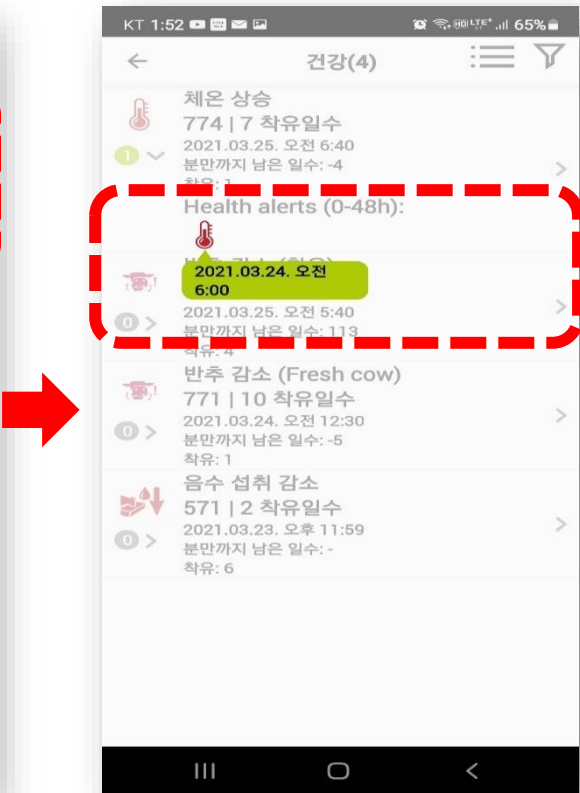 KT 1:52 HD LTE+ 65%
건강(4)
체온 상승
774 | 7 착유일수
1
2021.03.25. 오전 6:40
분만까지 남은 일수: -4
착유: 1
Health alerts (0-48h):
2021.03.24. 오전
6:00
0
2021.03.25. 오전 5:40
분만까지 남은 일수: 113
착유: 4
반추 감소 (Fresh cow)
771 | 10 착유일수
0
2021.03.24. 오전 12:30
분만까지 남은 일수: -5
착유: 1
음수 섭취 감소
571 | 2 착유일수
0
2021.03.23. 오후 11:59
분만까지 남은 일수: -
착유: 6